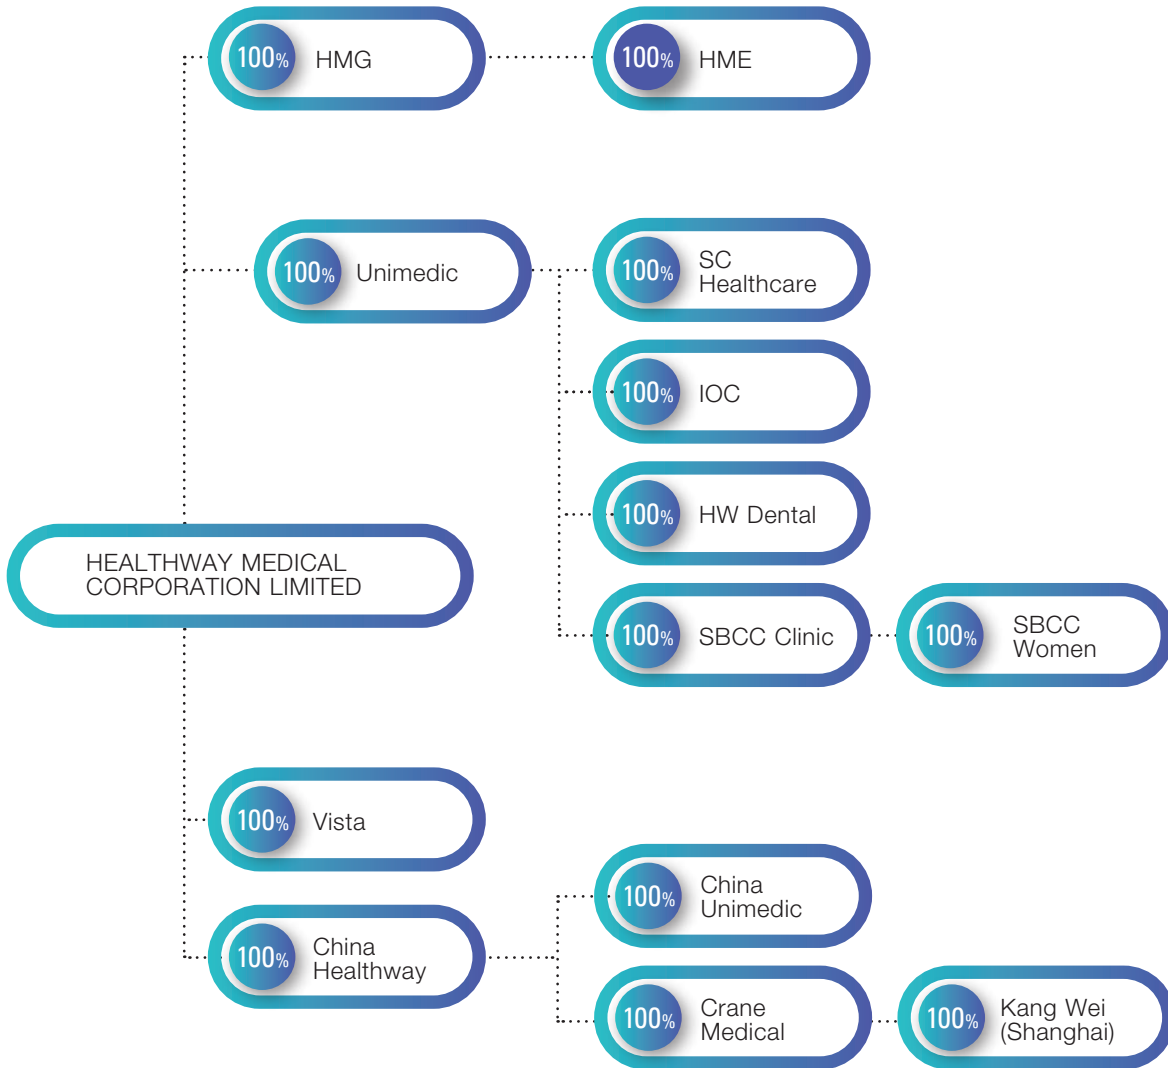 100% HMG
100% HME
100% Unimedic
100% SC
Healthcare
100% IOC
100% HW Dental
HEALTHWAY MEDICAL
CORPORATION LIMITED
100% SBCC Clinic
100% SBCC
Women
100% Vista
100% China
Unimedic
100% China
Healthway
100% Crane
Medical
100% Kang Wei
(Shanghai)